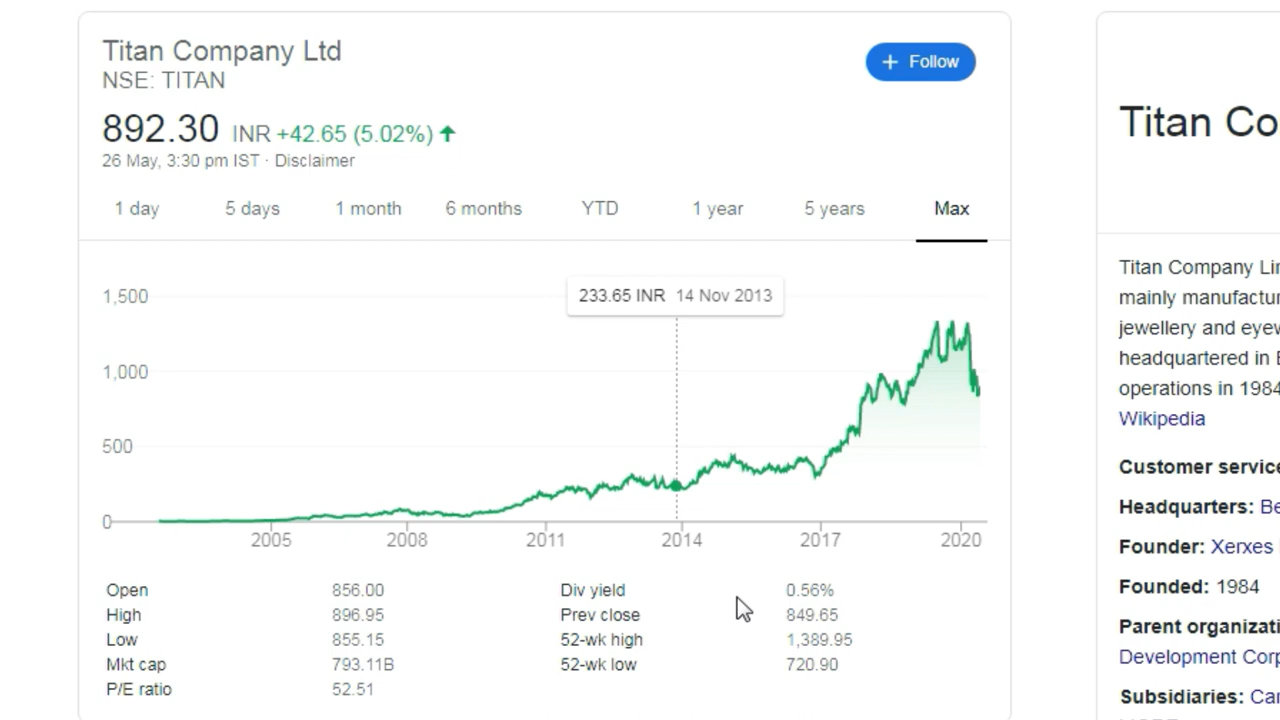 Titan Company Ltd
NSE: TITAN
+ Follow
892.30 INR +42.65 (5.02%)
26 May, 3:30 pm IST · Disclaimer
1 day 5 days 1 month 6 months YTD 1 year 5 years Max
233.65 INR 14 Nov 2013
1,500
1,000
500
0
2005 2008 2011 2014 2017 2020
Open 856.00 Div yield 0.56%
High 896.95 Prev close 849.65
Low 855.15 52-wk high 1,389.95
Mkt cap 793.11B 52-wk low 720.90
P/E ratio 52.51
Titan Co
Titan Company Lir
mainly manufactur
jewellery and eyew
headquartered in
operations in 1984
Wikipedia
Customer service
Headquarters: Be
Founder: Xerxes
Founded: 1984
Parent organizati
Development Corp
Subsidiaries: Car